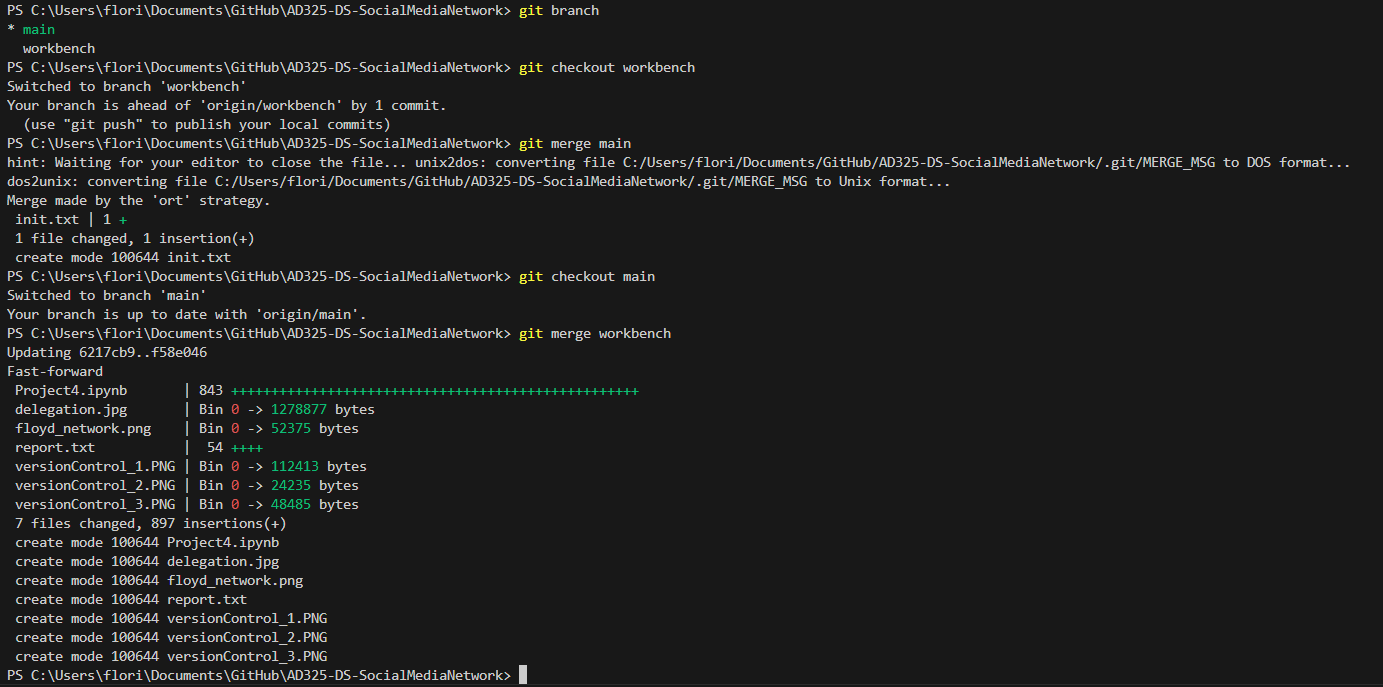 PS C:\Users\flori\Documents\GitHub\AD325-DS-SocialMediaNetwork> git branch
* main
  workbench
PS C:\Users\flori\Documents\GitHub\AD325-DS-SocialMediaNetwork> git checkout workbench
Switched to branch 'workbench'
Your branch is ahead of 'origin/workbench' by 1 commit.
  (use "git push" to publish your local commits)
PS C:\Users\flori\Documents\GitHub\AD325-DS-SocialMediaNetwork> git merge main
hint: Waiting for your editor to close the file... unix2dos: converting file C:/Users/flori/Documents/GitHub/AD325-DS-SocialMediaNetwork/.git/MERGE_MSG to DOS format...
dos2unix: converting file C:/Users/flori/Documents/GitHub/AD325-DS-SocialMediaNetwork/.git/MERGE_MSG to Unix format...
Merge made by the 'ort' strategy.
 init.txt | 1 +
 1 file changed, 1 insertion(+)
 create mode 100644 init.txt
PS C:\Users\flori\Documents\GitHub\AD325-DS-SocialMediaNetwork> git checkout main
Switched to branch 'main'
Your branch is up to date with 'origin/main'.
PS C:\Users\flori\Documents\GitHub\AD325-DS-SocialMediaNetwork> git merge workbench
Updating 6217cb9..f58e046
Fast-forward
 Project4.ipynb       | 843 +++++++++++++++++++++++++++++++++++++++++++++++++++
 delegation.jpg       | Bin 0 -> 1278877 bytes
 floyd_network.png    | Bin 0 -> 52375 bytes
 report.txt           |  54 ++++
 versionControl_1.PNG | Bin 0 -> 112413 bytes
 versionControl_2.PNG | Bin 0 -> 24235 bytes
 versionControl_3.PNG | Bin 0 -> 48485 bytes
 7 files changed, 897 insertions(+)
 create mode 100644 Project4.ipynb
 create mode 100644 delegation.jpg
 create mode 100644 floyd_network.png
 create mode 100644 report.txt
 create mode 100644 versionControl_1.PNG
 create mode 100644 versionControl_2.PNG
 create mode 100644 versionControl_3.PNG
PS C:\Users\flori\Documents\GitHub\AD325-DS-SocialMediaNetwork>